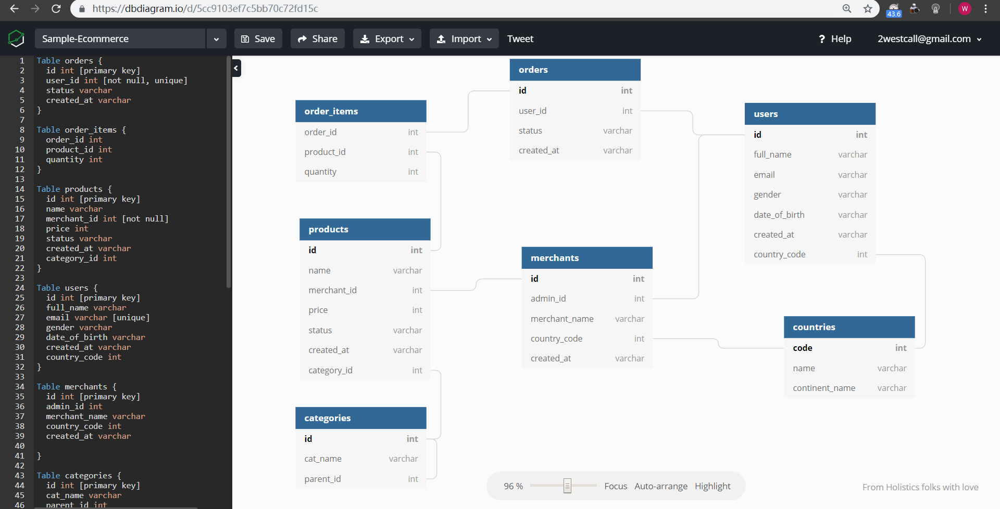 https://dbdiagram.io/d/5cc9103ef7c5bb70c72fd15c
43.6
W
Sample-Ecommerce
Save
Share
Export
Import
Tweet
? Help
2westcall@gmail.com
1 Table orders {
2 id int [primary key]
3 user_id int [not null, unique]
4 status varchar
5 created_at varchar
6 }
7
8 Table order_items {
9 order_id int
10 product_id int
11 quantity int
12 }
13
14 Table products {
15 id int [primary key]
16 name varchar
17 merchant_id int [not null]
18 price int
19 status varchar
20 created_at varchar
21 category_id int
22 }
23
24 Table users {
25 id int [primary key]
26 full_name varchar
27 email varchar [unique]
28 gender varchar
29 date_of_birth varchar
30 created_at varchar
31 country_code int
32 }
33
34 Table merchants {
35 id int [primary key]
36 admin_id int
37 merchant_name varchar
38 country_code int
39 created_at varchar
40
41 }
42
43 Table categories {
44 id int [primary key]
45 cat_name varchar
46 parent_id int
<
orders
id int
user_id int
status varchar
created_at varchar
order_items
order_id int
product_id int
quantity int
users
id int
full_name varchar
email varchar
gender varchar
date_of_birth varchar
created_at varchar
country_code int
products
id int
name varchar
merchant_id int
price int
status varchar
created_at varchar
category_id int
merchants
id int
admin_id int
merchant_name varchar
country_code int
created_at varchar
countries
code int
name varchar
continent_name varchar
categories
id int
cat_name varchar
parent_id int
96 %
Focus
Auto-arrange
Highlight
From Holistics folks with love